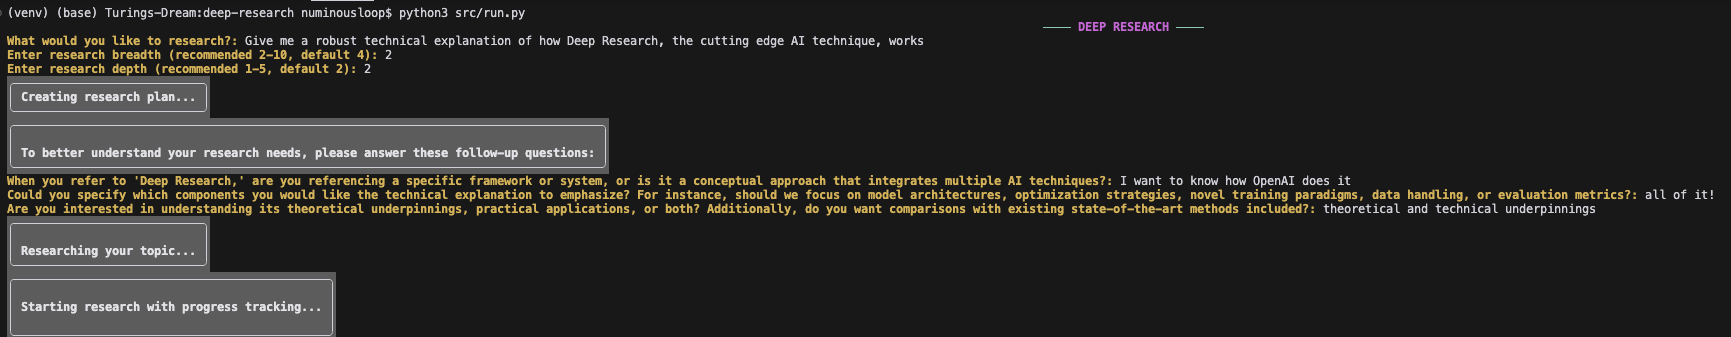 (venv) (base) Turings-Dream:deep-research numinousloop$ python3 src/run.py
DEEP RESEARCH
What would you like to research?: Give me a robust technical explanation of how Deep Research, the cutting edge AI technique, works
Enter research breadth (recommended 2-10, default 4): 2
Enter research depth (recommended 1-5, default 2): 2
Creating research plan...
To better understand your research needs, please answer these follow-up questions:
When you refer to 'Deep Research,' are you referencing a specific framework or system, or is it a conceptual approach that integrates multiple AI techniques?: I want to know how OpenAI does it
Could you specify which components you would like the technical explanation to emphasize? For instance, should we focus on model architectures, optimization strategies, novel training paradigms, data handling, or evaluation metrics?: all of it!
Are you interested in understanding its theoretical underpinnings, practical applications, or both? Additionally, do you want comparisons with existing state-of-the-art methods included?: theoretical and technical underpinnings
Researching your topic...
Starting research with progress tracking...